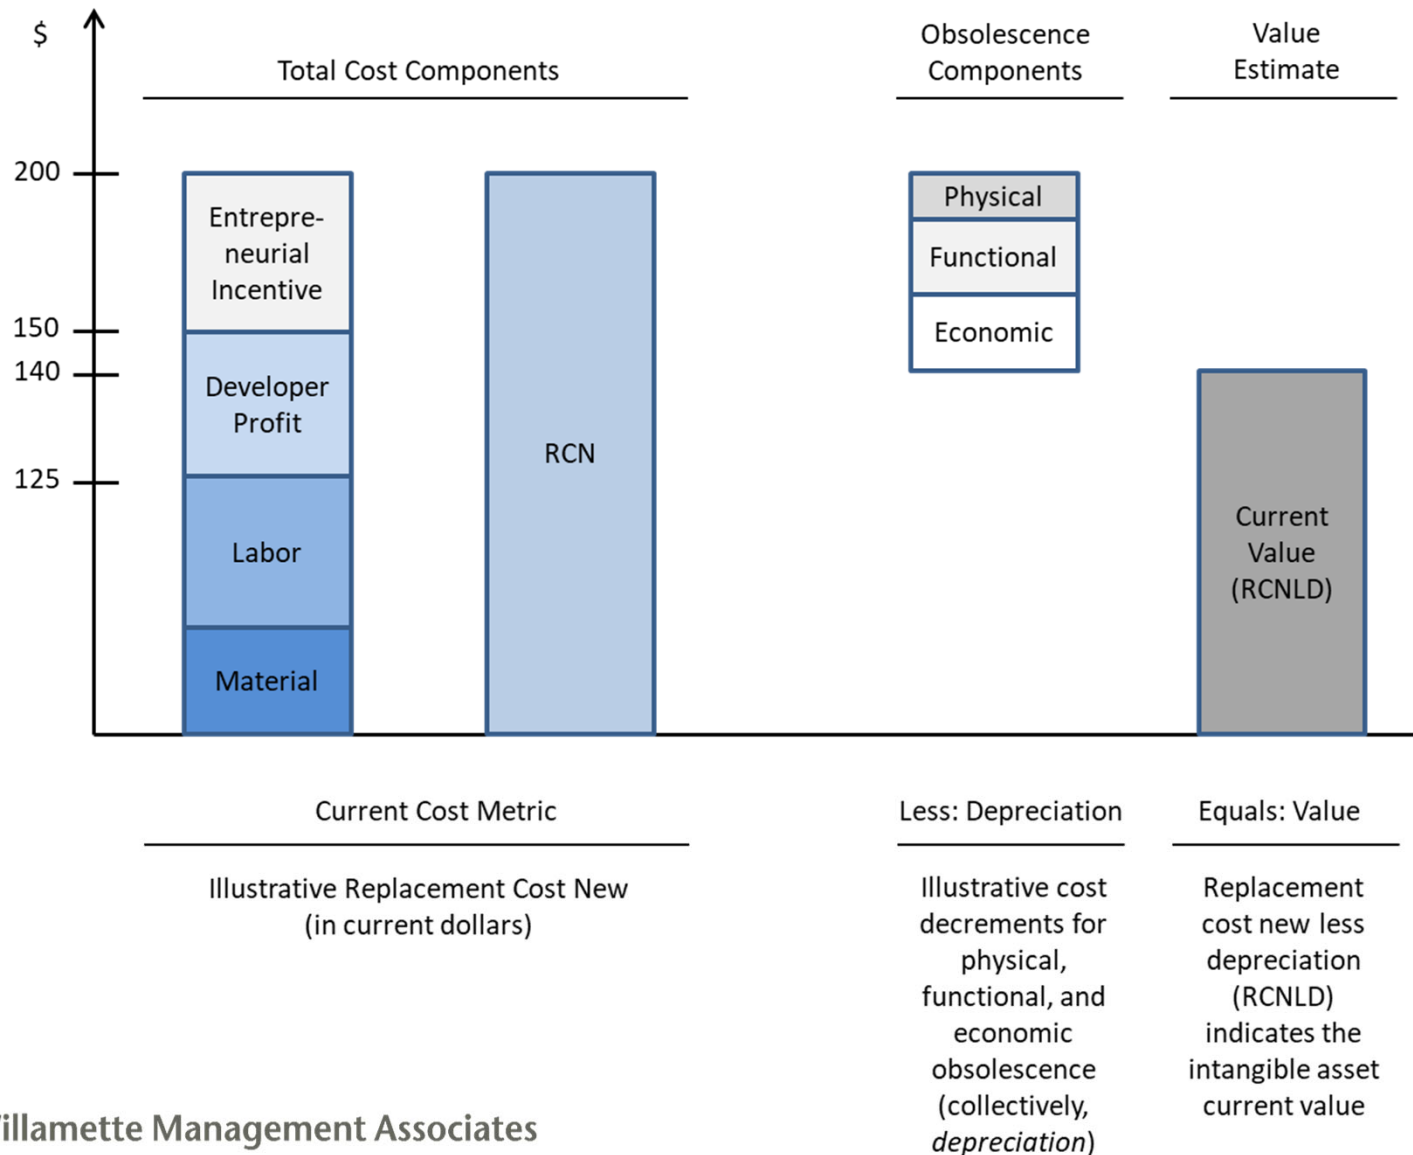 $
Total Cost Components
Obsolescence
Components
Value
Estimate
200
150
140
125
Entrepre-
neurial
Incentive
Developer
Profit
Labor
Material
RCN
Physical
Functional
Economic
Current
Value
(RCNLD)
Current Cost Metric
Illustrative Replacement Cost New
(in current dollars)
Less: Depreciation
Illustrative cost
decrements for
physical,
functional, and
economic
obsolescence
(collectively,
depreciation)
Equals: Value
Replacement
cost new less
depreciation
(RCNLD)
indicates the
intangible asset
current value
illamette Management Associates